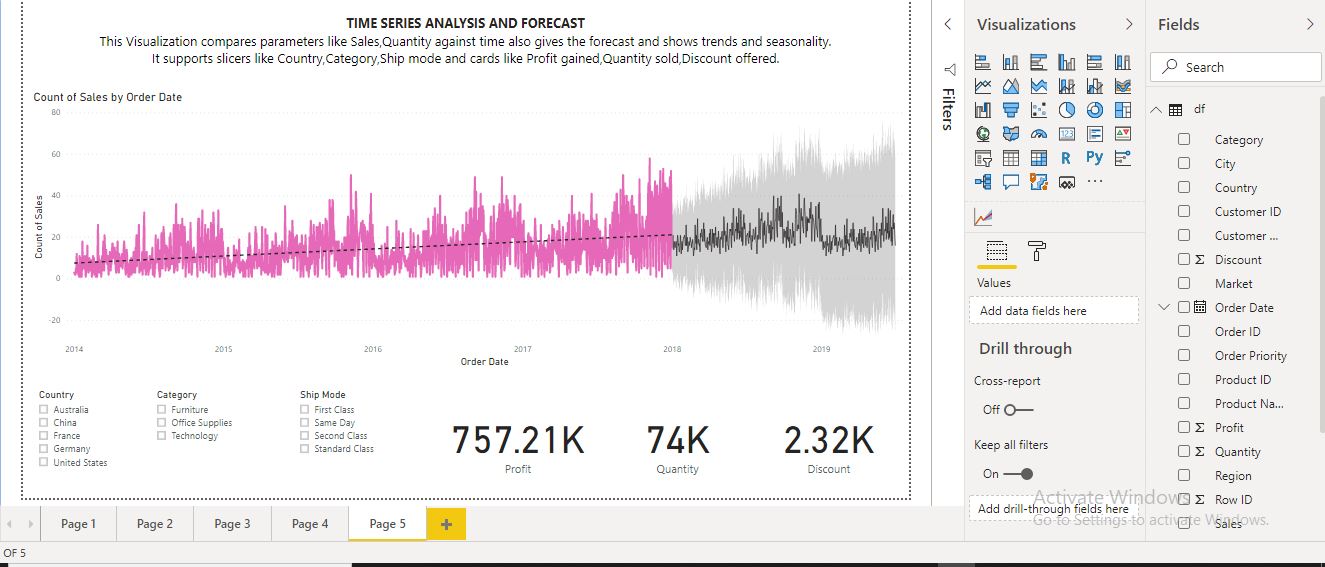 TIME SERIES ANALYSIS AND FORECAST
This Visualization compares parameters like Sales,Quantity against time also gives the forecast and shows trends and seasonality.
It supports slicers like Country,Category,Ship mode and cards like Profit gained,Quantity sold,Discount offered.
Count of Sales by Order Date
80
60
40
20
0
-20
Count of Sales
2014
2015
2016
2017
2018
2019
Order Date
Country
Australia
China
France
Germany
United States
Category
Furniture
Office Supplies
Technology
Ship Mode
First Class
Same Day
Second Class
Standard Class
757.21K
Profit
74K
Quantity
2.32K
Discount
Page 1
Page 2
Page 3
Page 4
Page 5
+
OF 5
Filters
Visualizations
123
R
Py
...
Values
Add data fields here
Drill through
Cross-report
Off
Keep all filters
On
Add drill-through fields here
Fields
Search
df
Category
City
Country
Customer ID
Customer ...
Σ Discount
Market
Order Date
Order ID
Order Priority
Product ID
Product Na...
Σ Profit
Σ Quantity
Region
Σ Row ID
Sales
Activate Windows
Go to Settings to activate Windows.